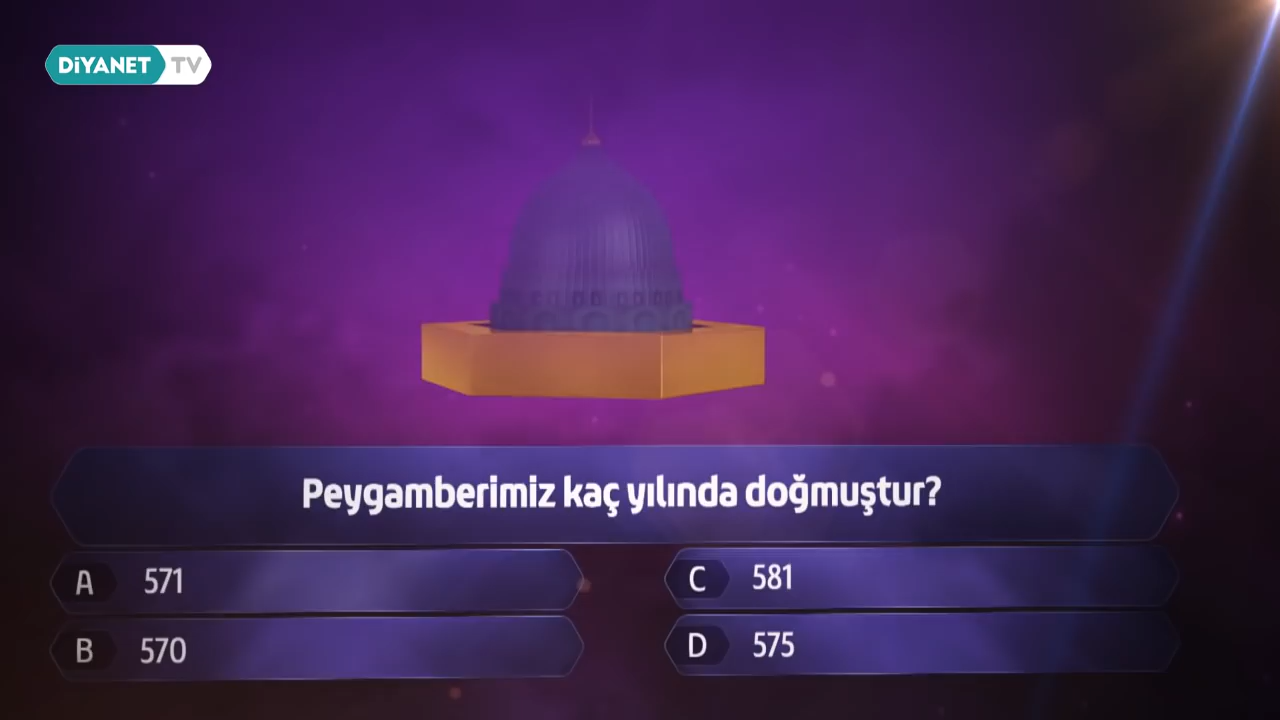 DİYANET TV
Peygamberimiz kaç yılında doğmuştur?
A 571
B 570
C 581
D 575